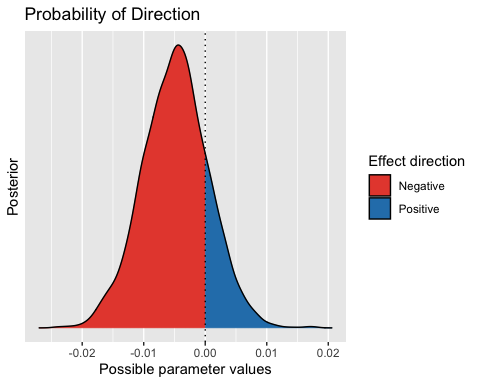 Probability of Direction
Posterior
Effect direction
Negative
Positive
-0.02 -0.01 0.00 0.01 0.02
Possible parameter values